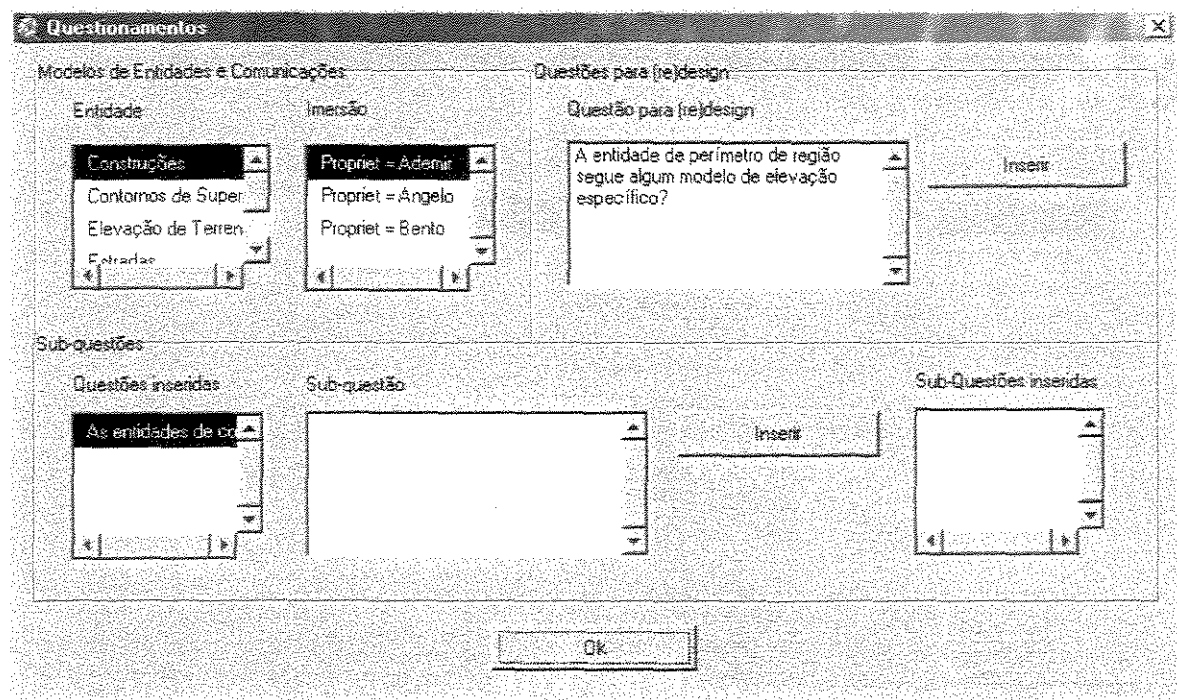 Questionamentos
Modelos de Entidades e Comunicações
Questões para (re)design
Entidade
Imersão
Questão para (re)design
Construções
Contornos de Super
Elevação de Terren
Estradas
Propriet = Ademir
Propriet = Angelo
Propriet = Bento
A entidade de perímetro de região
segue algum modelo de elevação
específico?
Inserir
Sub-questões
Questões inseridas
Sub-questão
Sub-Questões inseridas
As entidades de co
Inserir
Ok